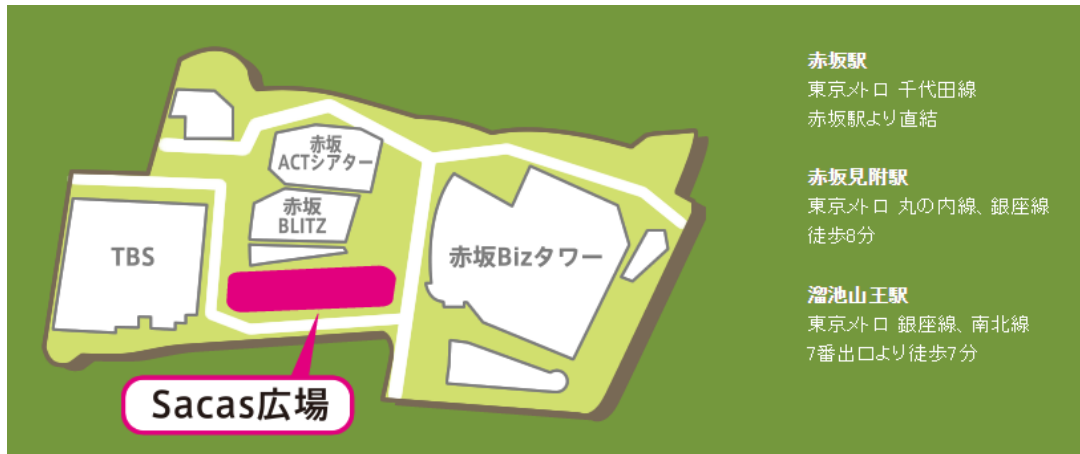 赤坂
ACTシアター
赤坂
BLITZ
TBS
赤坂Bizタワー
Sacas広場
赤坂駅
東京メトロ 千代田線
赤坂駅より直結
赤坂見附駅
東京メトロ 丸の内線、銀座線
徒歩8分
溜池山王駅
東京メトロ 銀座線、南北線
7番出口より徒歩7分